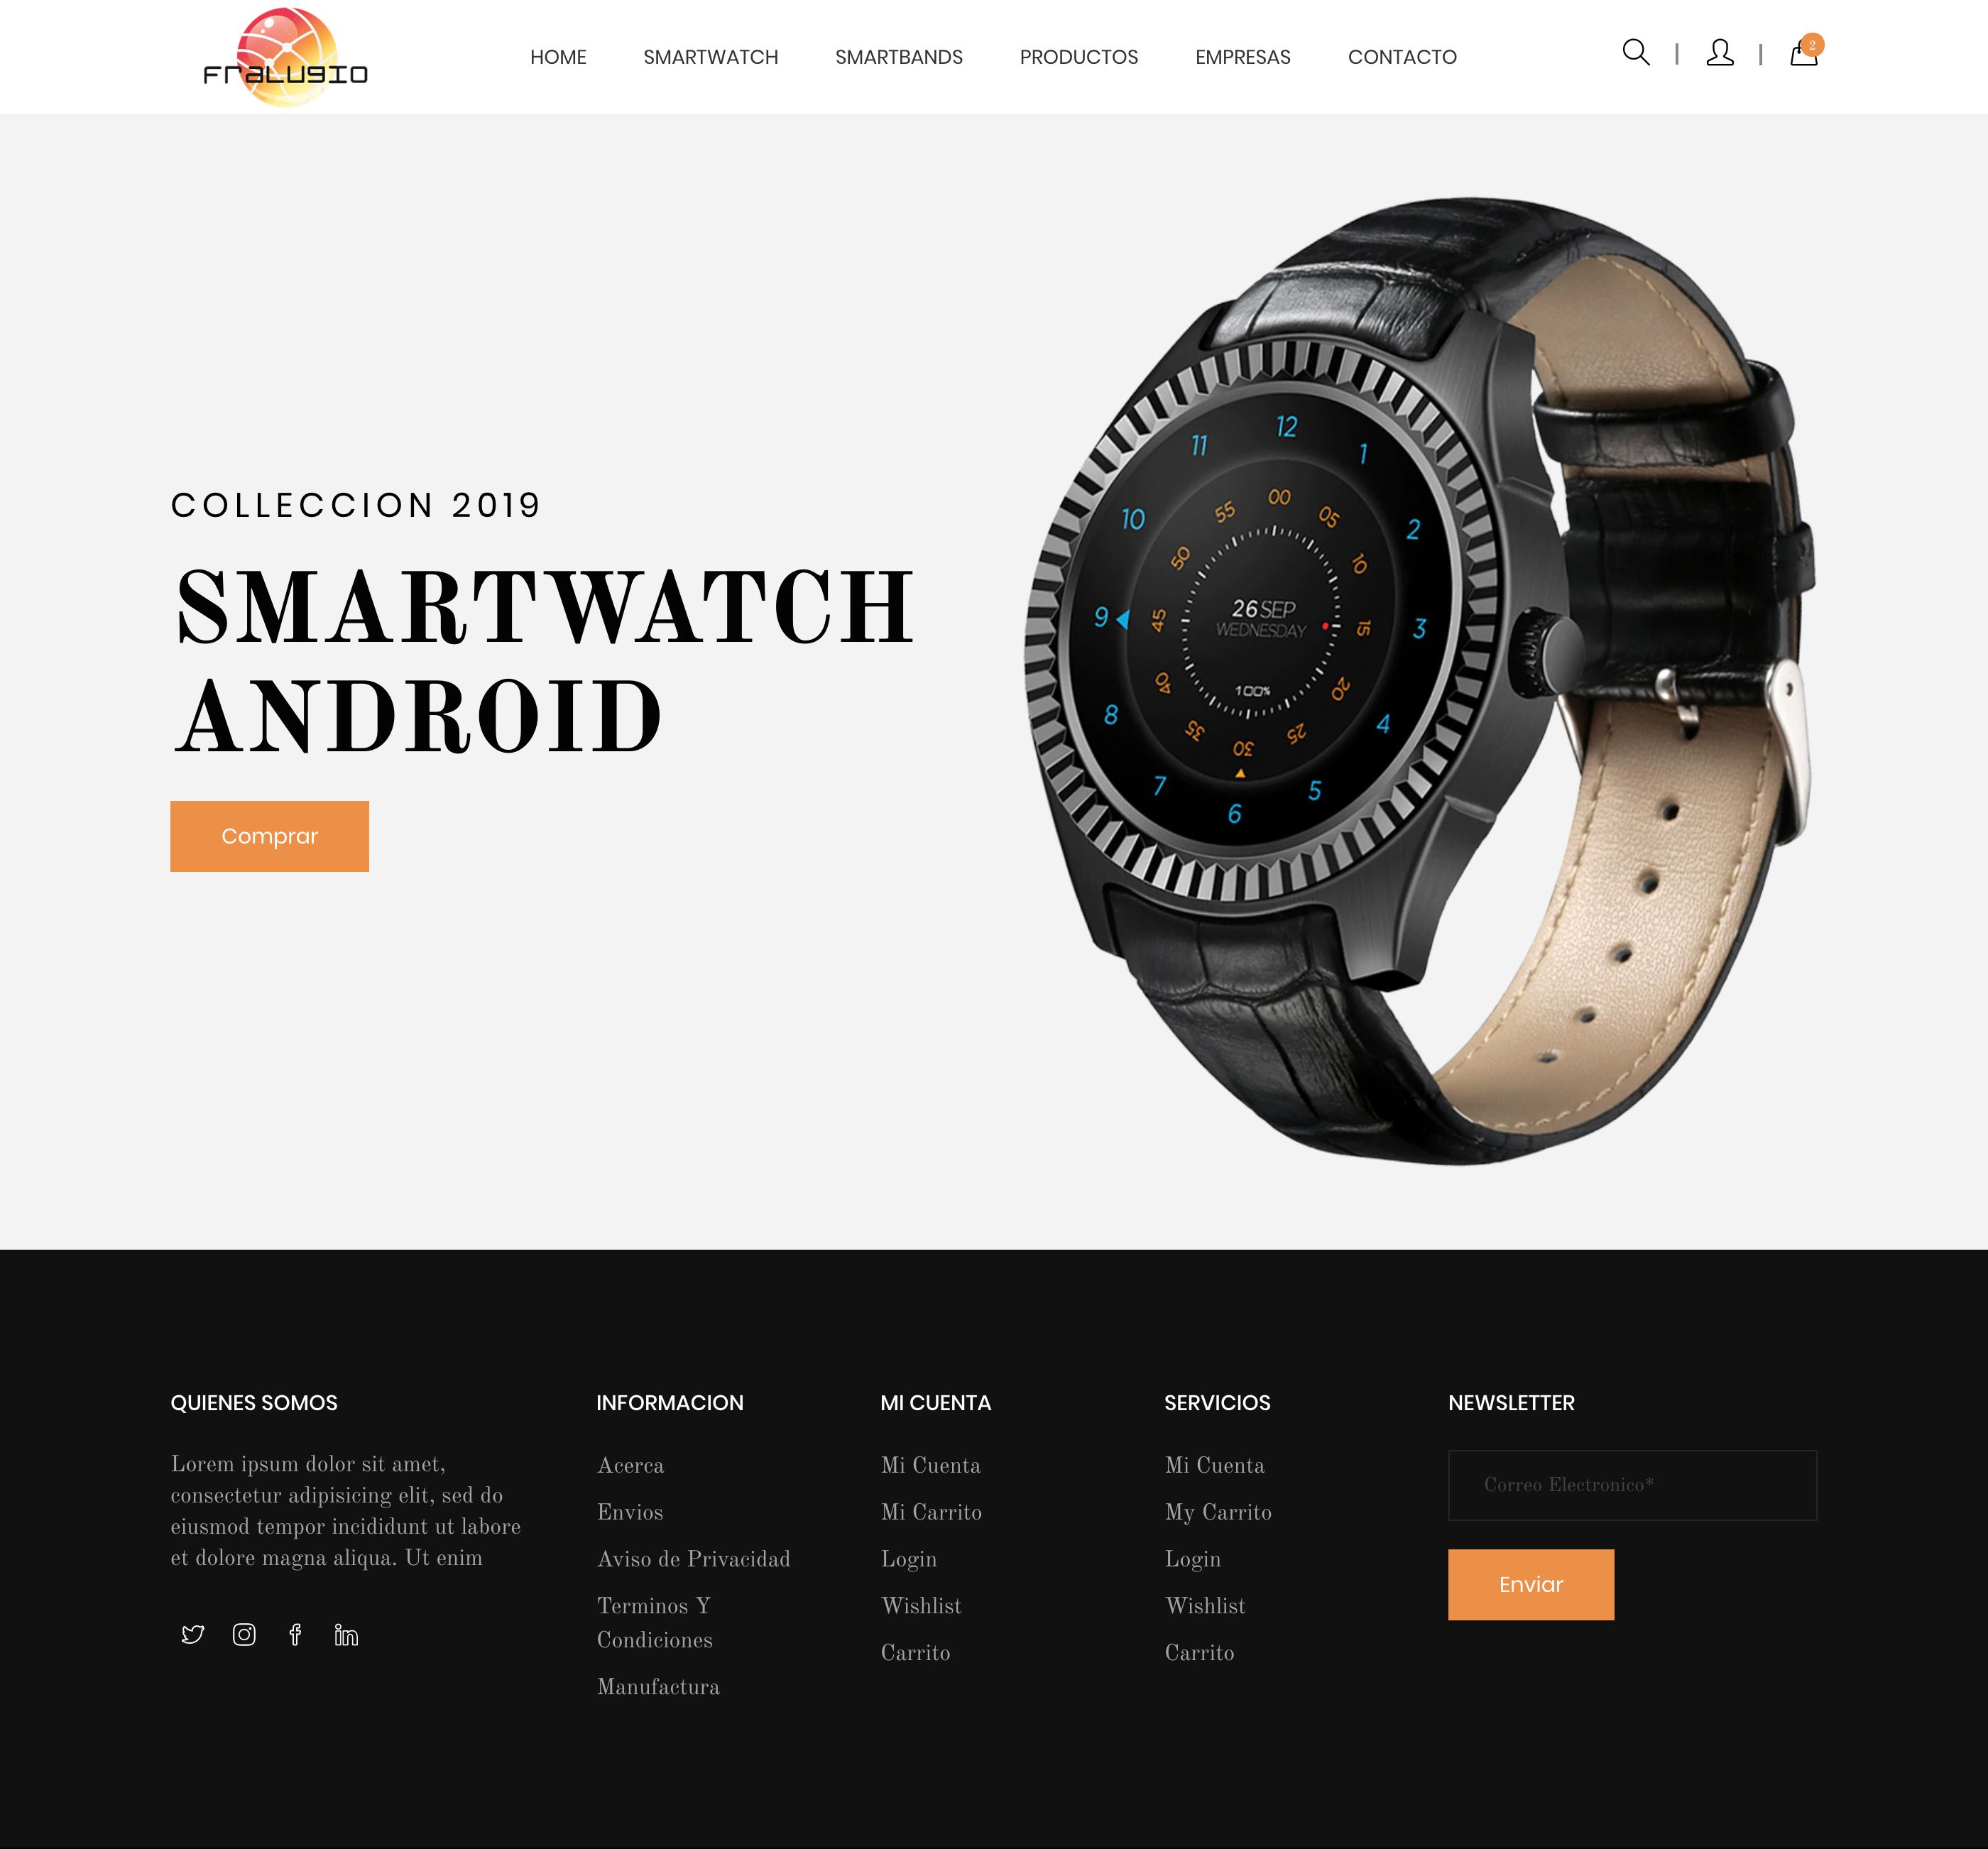 FRALUGIO
HOME SMARTWATCH SMARTBANDS PRODUCTOS EMPRESAS CONTACTO
2
COLLECCION 2019
SMARTWATCH
ANDROID
Comprar
12
1
2
3
4
5
6
7
8
9
10
11
00
05
10
15
20
25
30
35
40
45
50
55
26 SEP
WEDNESDAY
100%
QUIENES SOMOS
Lorem ipsum dolor sit amet,
consectetur adipisicing elit, sed do
eiusmod tempor incididunt ut labore
et dolore magna aliqua. Ut enim
INFORMACION
Acerca
Envios
Aviso de Privacidad
Terminos Y
Condiciones
Manufactura
MI CUENTA
Mi Cuenta
Mi Carrito
Login
Wishlist
Carrito
SERVICIOS
Mi Cuenta
My Carrito
Login
Wishlist
Carrito
NEWSLETTER
Correo Electronico*
Enviar